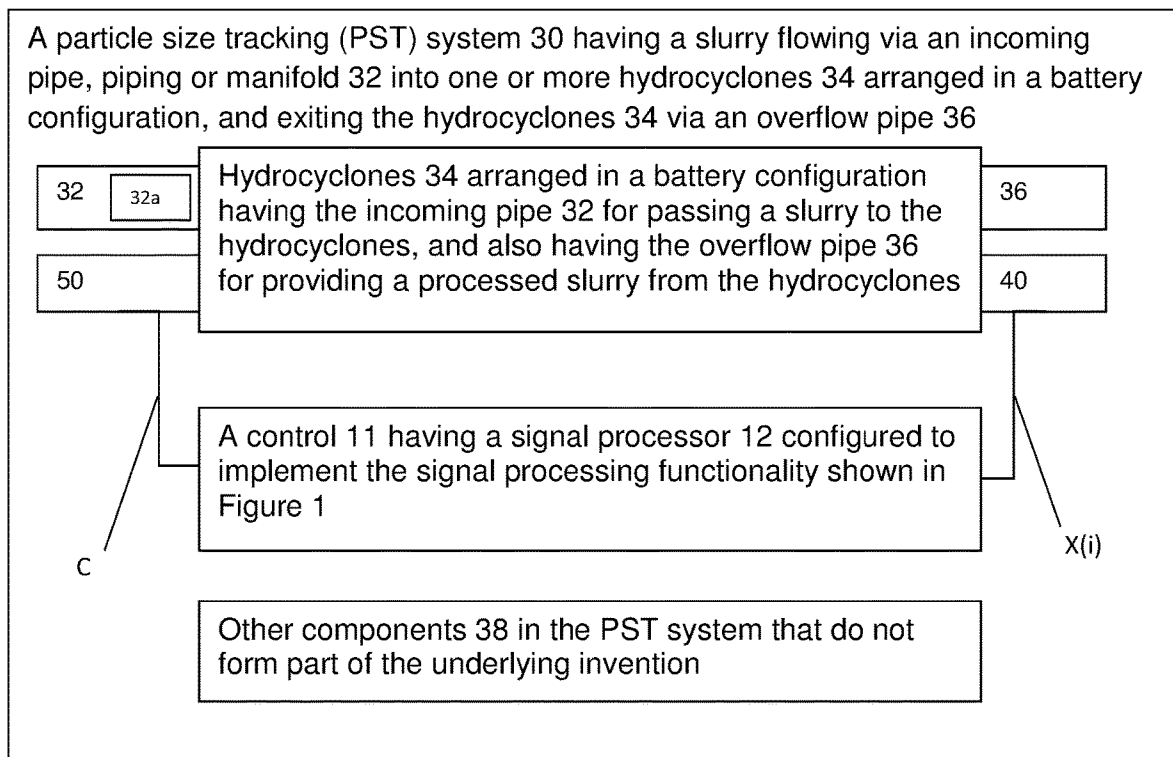 A particle size tracking (PST) system 30 having a slurry flowing via an incoming
pipe, piping or manifold 32 into one or more hydrocyclones 34 arranged in a battery
configuration, and exiting the hydrocyclones 34 via an overflow pipe 36
32
32a
Hydrocyclones 34 arranged in a battery configuration
having the incoming pipe 32 for passing a slurry to the
hydrocyclones, and also having the overflow pipe 36
for providing a processed slurry from the hydrocyclones
36
50
40
A control 11 having a signal processor 12 configured to
implement the signal processing functionality shown in
Figure 1
C
X(i)
Other components 38 in the PST system that do not
form part of the underlying invention